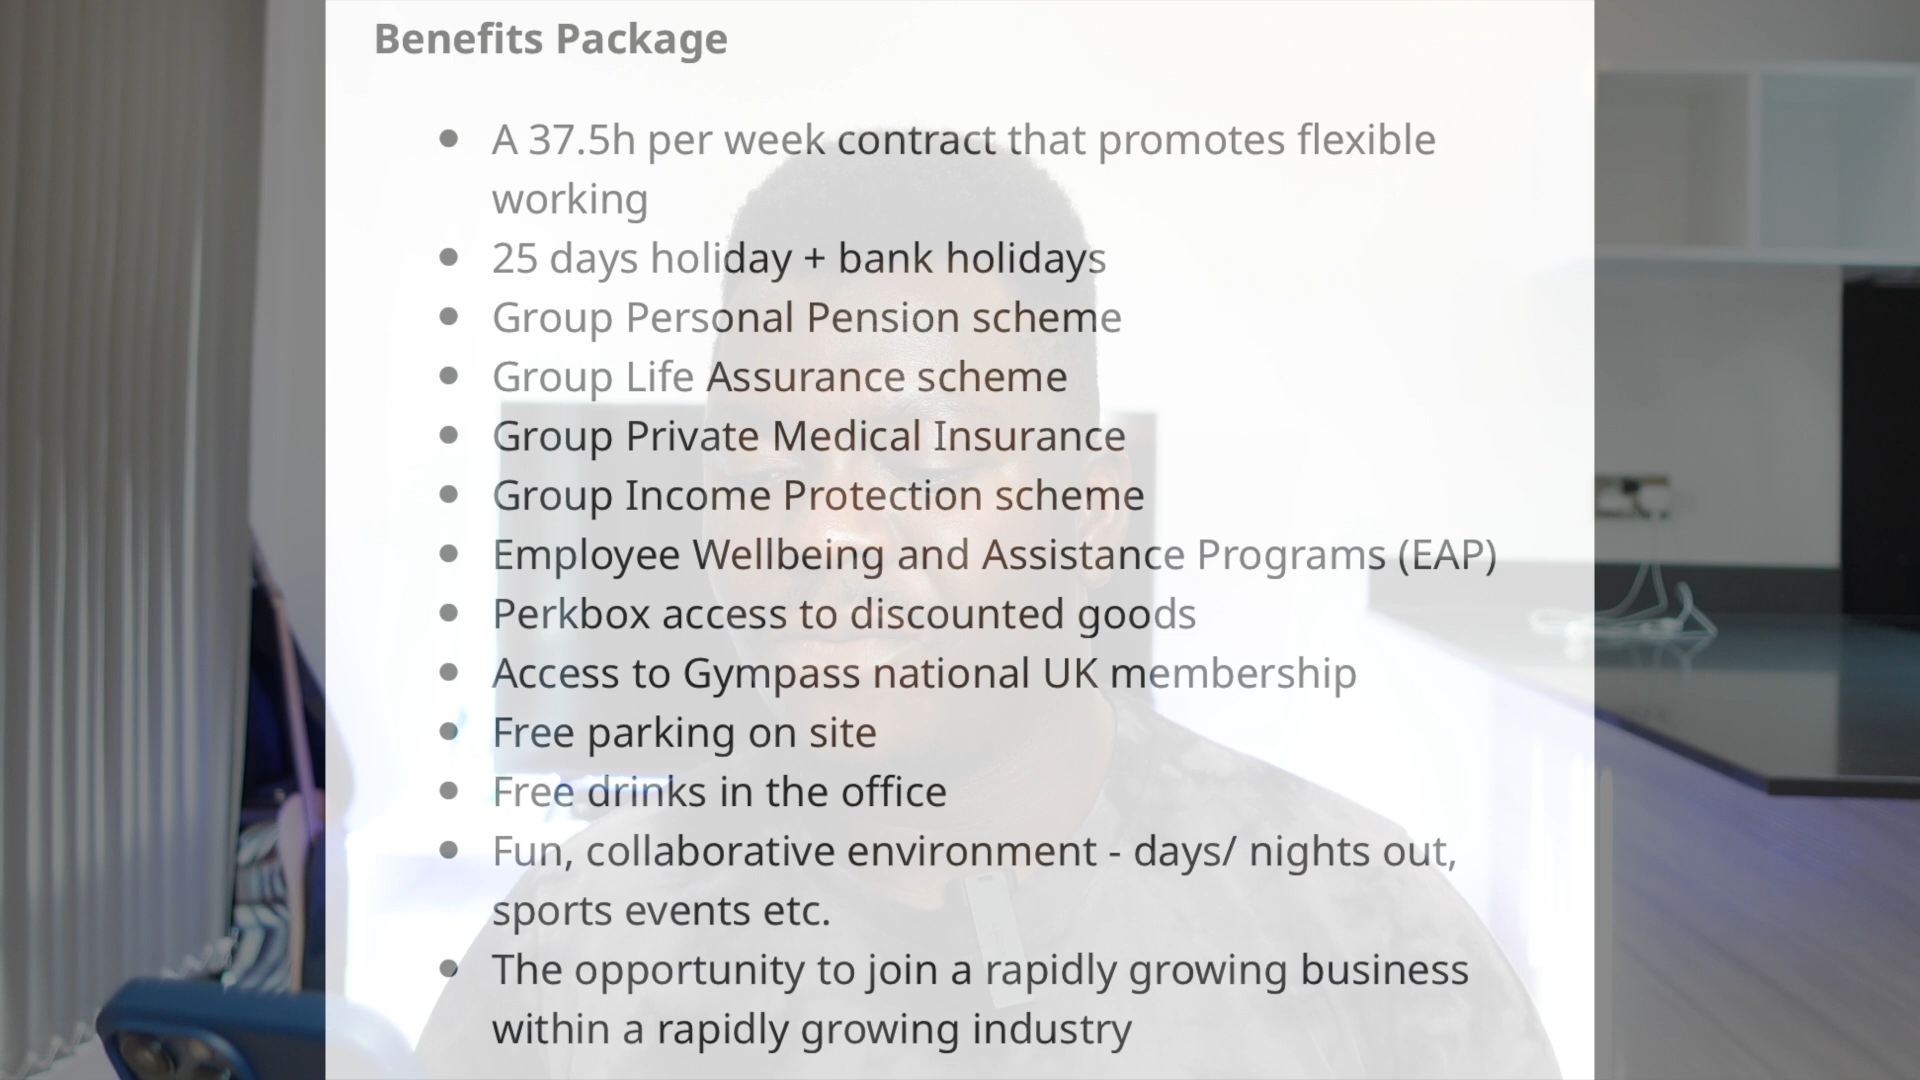 Benefits Package
● A 37.5h per week contract that promotes flexible
working
● 25 days holiday + bank holidays
● Group Personal Pension scheme
● Group Life Assurance scheme
● Group Private Medical Insurance
● Group Income Protection scheme
● Employee Wellbeing and Assistance Programs (EAP)
● Perkbox access to discounted goods
● Access to Gympass national UK membership
● Free parking on site
● Free drinks in the office
● Fun, collaborative environment - days/ nights out,
sports events etc.
● The opportunity to join a rapidly growing business
within a rapidly growing industry